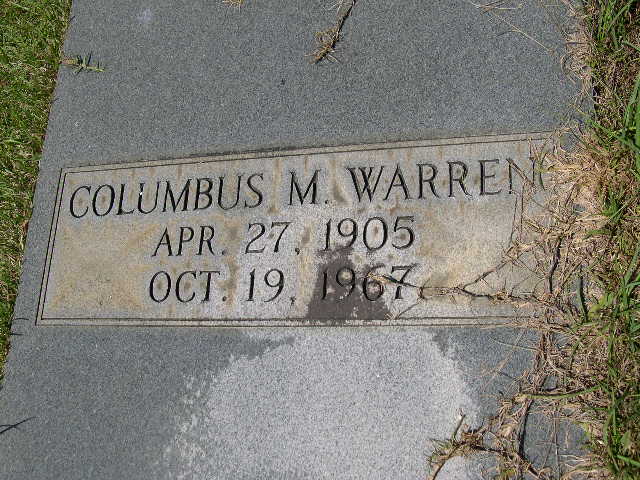 COLUMBUS M. WARREN
APR. 27, 1905
OCT. 19, 1967